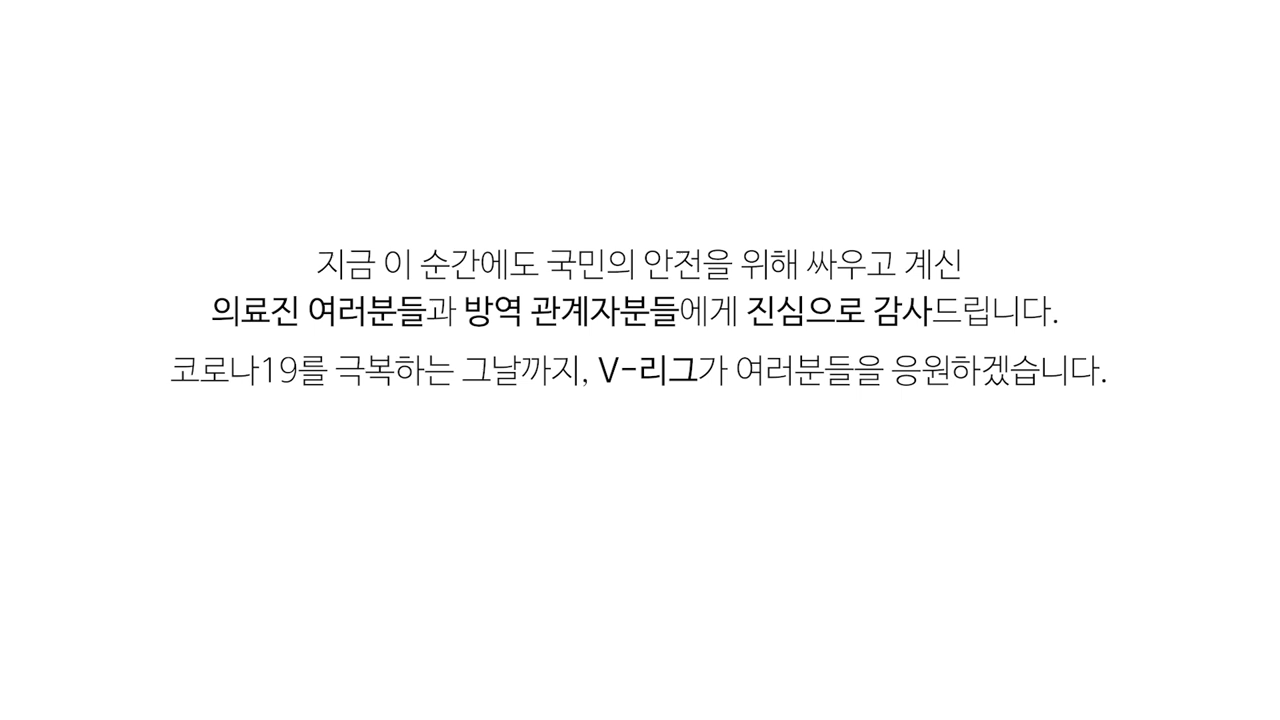 지금 이 순간에도 국민의 안전을 위해 싸우고 계신
의료진 여러분들과 방역 관계자분들에게 진심으로 감사드립니다.
코로나19를 극복하는 그날까지, V-리그가 여러분들을 응원하겠습니다.